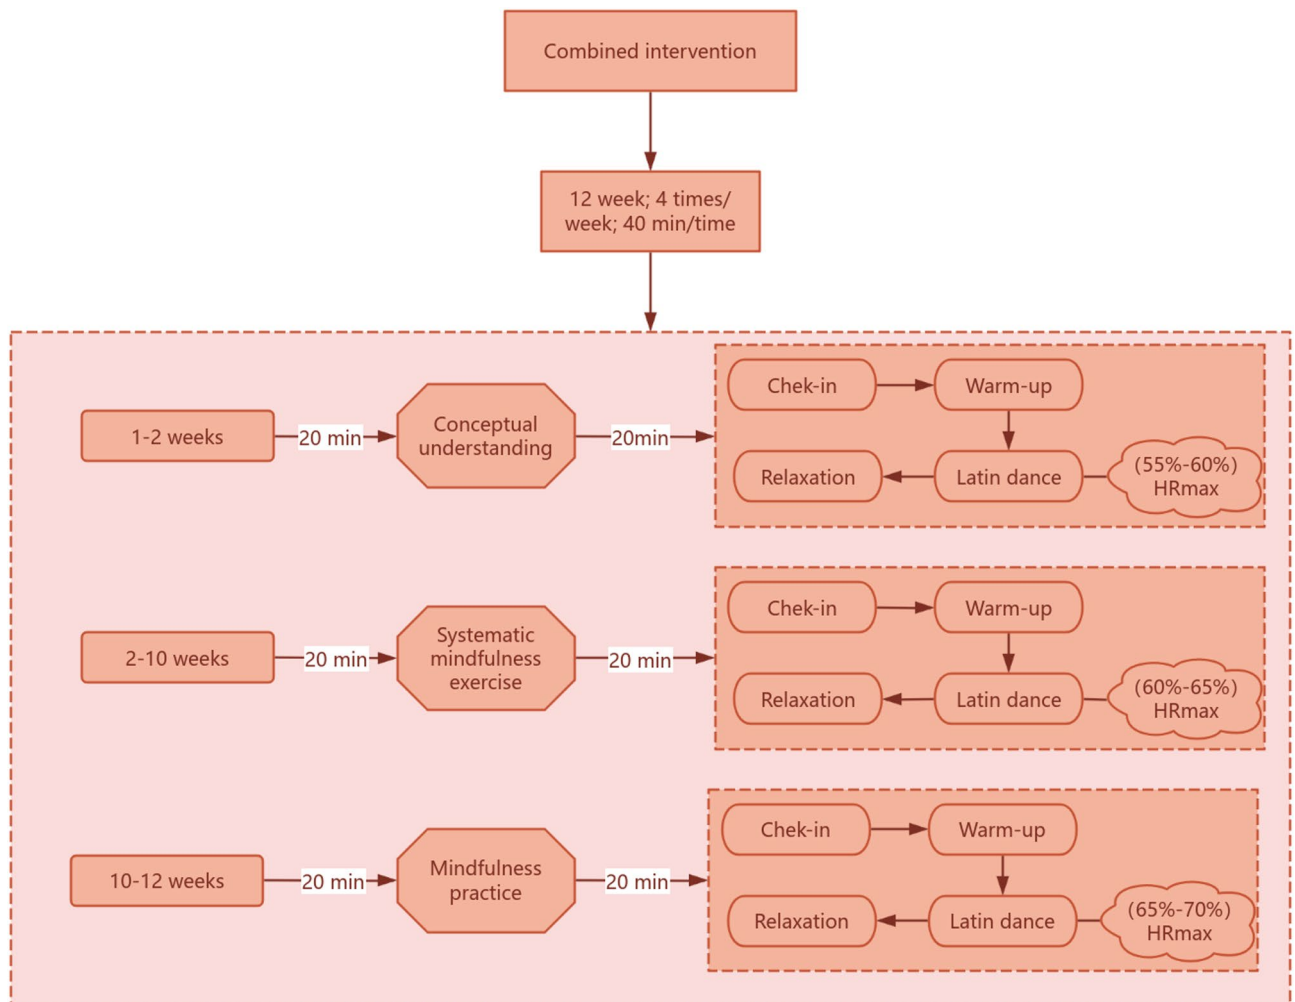 Combined intervention
12 week; 4 times/
week; 40 min/time
1-2 weeks
20 min
Conceptual
understanding
20min
Chek-in
Warm-up
Relaxation
Latin dance
(55%-60%)
HRmax
2-10 weeks
20 min
Systematic
mindfulness
exercise
20 min
Chek-in
Warm-up
Relaxation
Latin dance
(60%-65%)
HRmax
10-12 weeks
20 min
Mindfulness
practice
20 min
Chek-in
Warm-up
Relaxation
Latin dance
(65%-70%)
HRmax